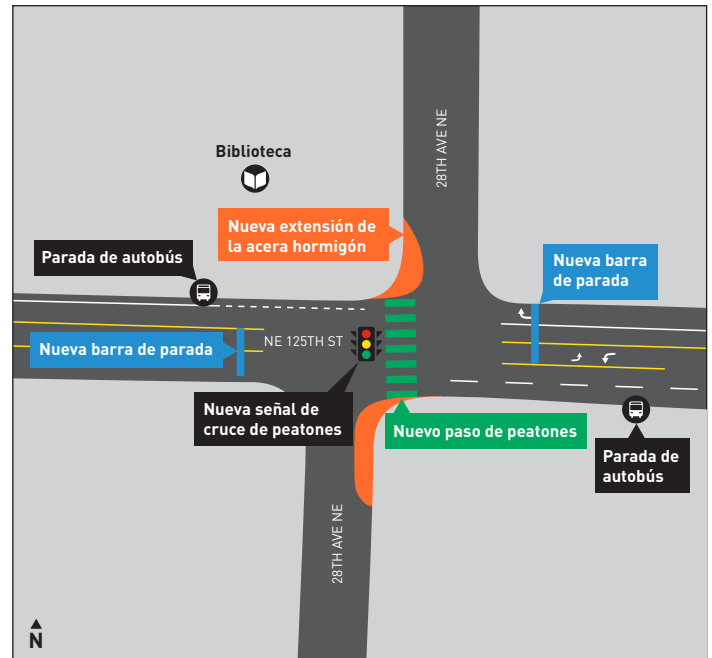 28TH AVE NE
Biblioteca
Nueva extensión de
la acera hormigón
Parada de autobús
Nueva barra
de parada
Nueva barra de parada
NE 125TH ST
Nueva señal de
cruce de peatones
Nuevo paso de peatones
Parada de
autobús
28TH AVE NE
N